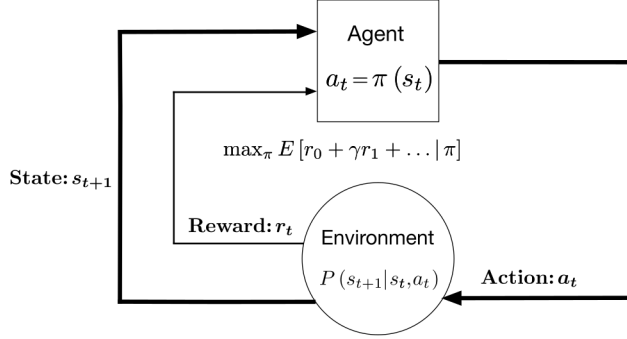 Agent
a_t = π (s_t)
max_π E [r_0 + γr_1 + … | π]
State: s_{t+1}
Reward: r_t
Environment
P (s_{t+1}|s_t,a_t)
Action: a_t